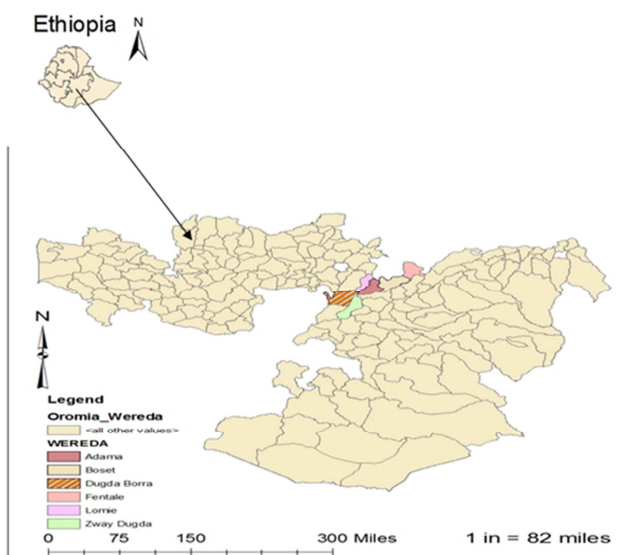 Ethiopia
N
N
Legend
Oromia_Wereda
<all other values>
WEREDA
Adama
Boset
Dugda Borra
Fentale
Lomie
Zway Dugda
0 75 150 300 Miles
1 in = 82 miles